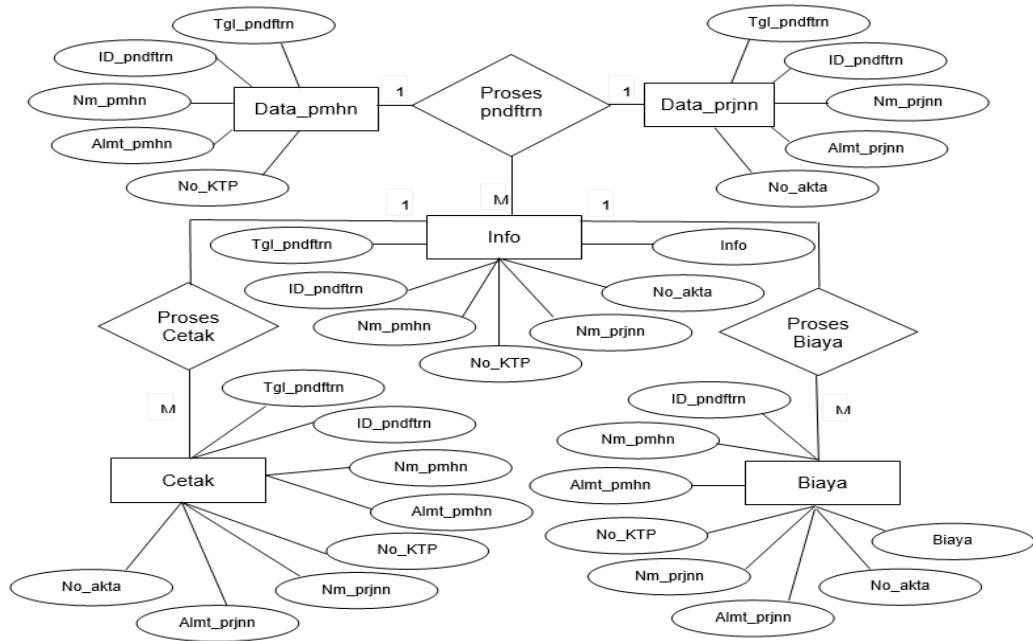 Tgl_pndftrn
Tgl_pndftrn
ID_pndftrn
ID_pndftrn
Nm_pmhn
Data_pmhn
1
Proses
pndftrn
1
Data_prjnn
Nm_prjnn
Almt_pmhn
Almt_prjnn
No_KTP
No_akta
1
M
1
Tgl_pndftrn
Info
Info
ID_pndftrn
No_akta
Nm_pmhn
Nm_prjnn
No_KTP
Proses
Cetak
Proses
Biaya
M
M
Tgl_pndftrn
ID_pndftrn
ID_pndftrn
Nm_pmhn
Cetak
Nm_pmhn
Almt_pmhn
Biaya
Almt_pmhn
No_KTP
No_KTP
Biaya
No_akta
Nm_prjnn
Nm_prjnn
No_akta
Almt_prjnn
Almt_prjnn